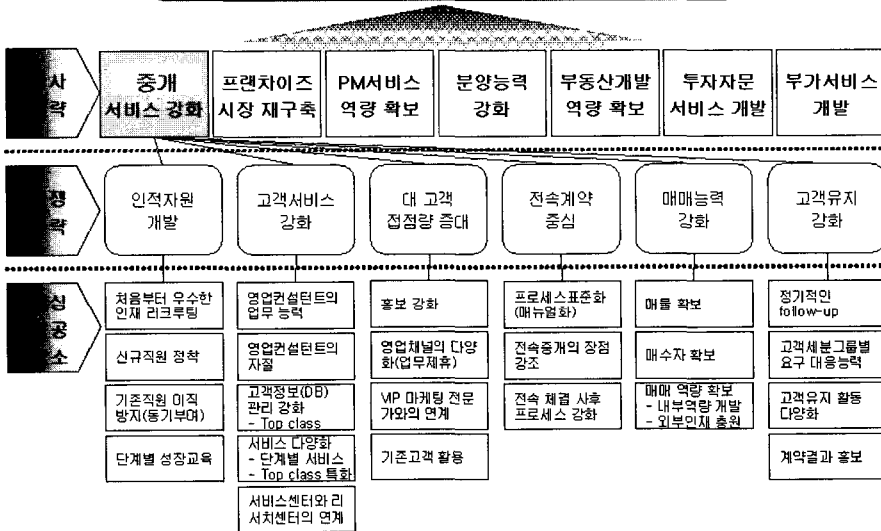 사
략
중개
서비스 강화
프랜차이즈
시장 재구축
PM서비스
역량 확보
분양능력
강화
부동산개발
역량 확보
투자자문
서비스 개발
부가서비스
개발
쟁
략
인적자원
개발
고객서비스
강화
대 고객
접점량 증대
전속계약
중심
매매능력
강화
고객유지
강화
싱
공
소
처음부터 우수한
인재 리크루팅
신규직원 정착
기존직원 이직
방지(동기부여)
단계별 성장교육
영업컨설턴트의
업무 능력
영업컨설턴트의
자질
고객정보(DB)
관리 강화
- Top class
서비스 다양화
- 단계별 서비스
- Top class 특화
서비스센터와 리
서치센터의 연계
홍보 강화
영업채널의 다양
화(업무제휴)
VIP 마케팅 전문
가와의 연계
기존고객 활용
프로세스표준화
(매뉴얼화)
전속중개의 장점
강조
전속 체결 사후
프로세스 강화
매물 확보
매수자 확보
매매 역량 확보
- 내부역량 개발
- 외부인재 충원
정기적인
follow-up
고객세분그룹별
요구 대응능력
고객유지 활동
다양화
계약결과 홍보